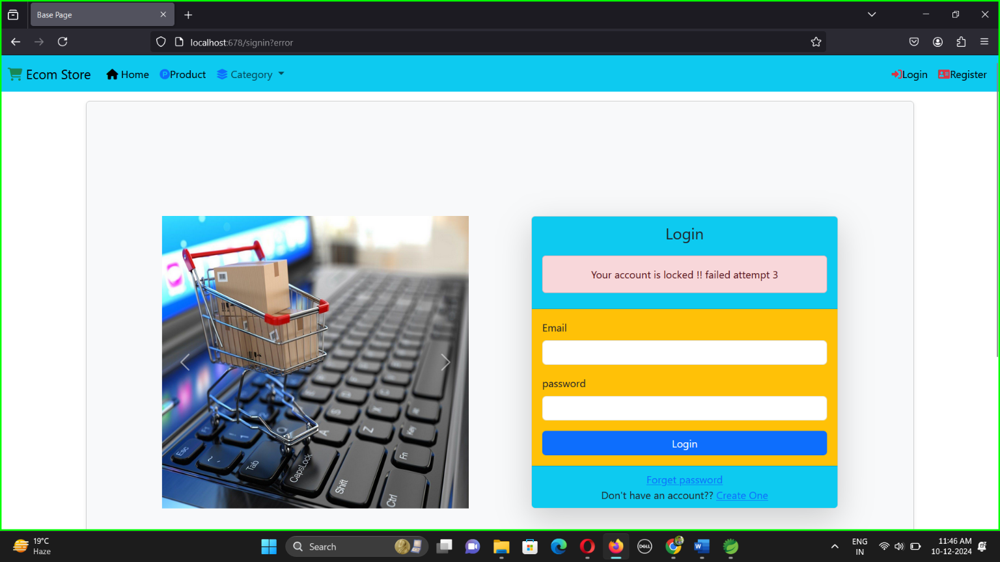 Base Page
localhost:678/signin?error
Ecom Store
Home
Product
Category
Login
Register
Login
Your account is locked !! failed attempt 3
Email
password
Login
Forget password
Don't have an account?? Create One
Esc
Tab
CapsLock
Shift
Fn
Ctrl
A
Z
19°C
Haze
Search
DELL
W
ENG
IN
11:46 AM
10-12-2024